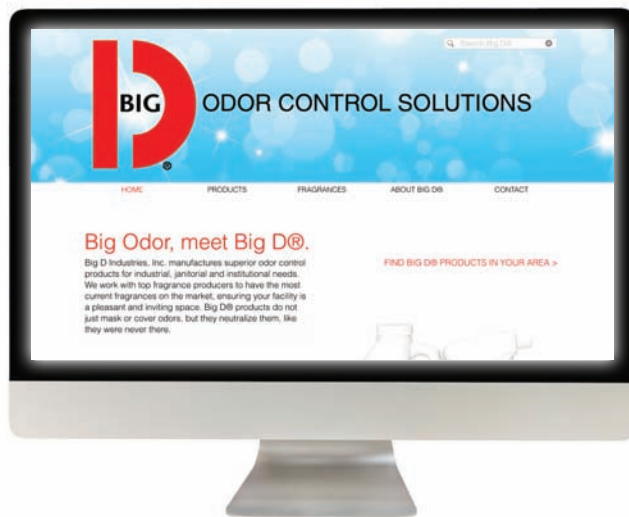 Search Big D®
BIG
D
®
ODOR CONTROL SOLUTIONS
HOME PRODUCTS FRAGRANCES ABOUT BIG D® CONTACT
Big Odor, meet Big D®.
Big D Industries, Inc. manufactures superior odor control
products for industrial, janitorial and institutional needs.
We work with top fragrance producers to have the most
current fragrances on the market, ensuring your facility is
a pleasant and inviting space. Big D® products do not
just mask or cover odors, but they neutralize them, like
they were never there.
FIND BIG D® PRODUCTS IN YOUR AREA >